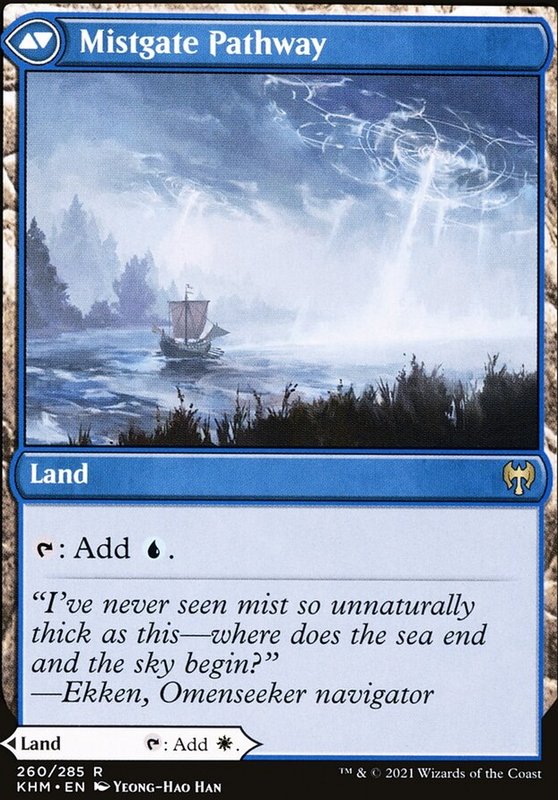 Mistgate Pathway
Land
: Add .
“I’ve never seen mist so unnaturally
thick as this—where does the sea end
and the sky begin?”
—Ekken, Omenseeker navigator
Land : Add .
260/285 R
KHM • EN Yeong-Hao Han
™ & © 2021 Wizards of the Coast